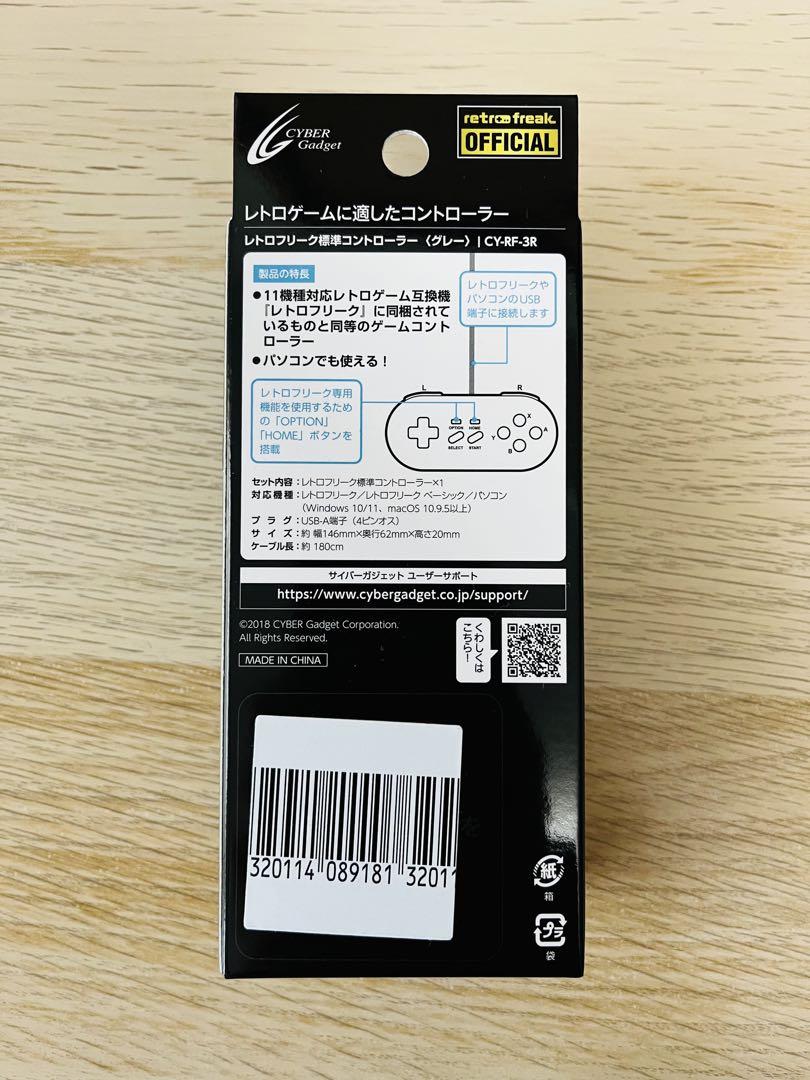 CYBER
Gadget
retro freak
OFFICIAL
レトロゲームに適したコントローラー
レトロフリーク標準コントローラー〈グレー〉| CY-RF-3R
製品の特長
●11機種対応レトロゲーム互換機
『レトロフリーク』に同梱されて
いるものと同等のゲームコント
ローラー
●パソコンでも使える！
レトロフリークや
パソコンのUSB
端子に接続します
レトロフリーク専用
機能を使用するため
の「OPTION」
「HOME」ボタンを
搭載
L
R
OPTION HOME
SELECT START
X
Y
A
B
セット内容：レトロフリーク標準コントローラー×1
対応機種：レトロフリーク／レトロフリーク ベーシック／パソコン
（Windows 10/11、macOS 10.9.5以上）
プラグ：USB-A端子（4ピンオス）
サイズ：約 幅146mm×奥行62mm×高さ20mm
ケーブル長：約 180cm
サイバーガジェット ユーザーサポート
https://www.cybergadget.co.jp/support/
©2018 CYBER Gadget Corporation.
All Rights Reserved.
MADE IN CHINA
くわしくは
こちら！
320114 089181 3201
を
紙
箱
プラ
袋